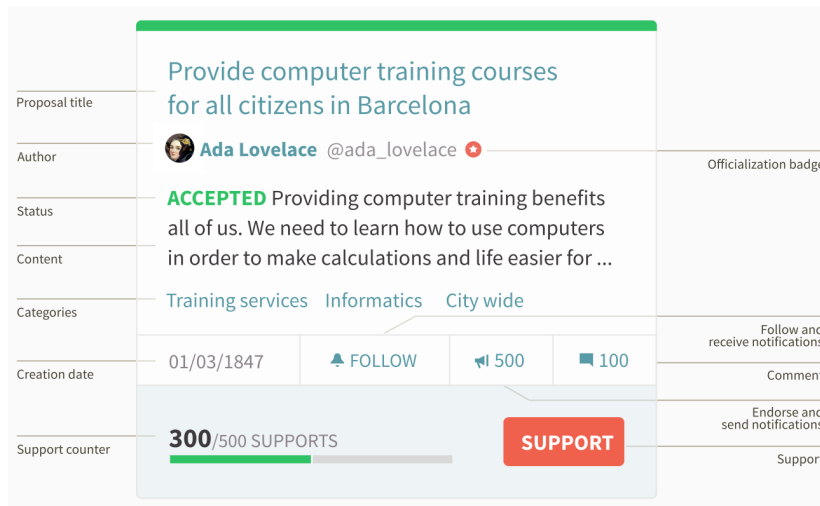 Provide computer training courses
for all citizens in Barcelona
Proposal title
Ada Lovelace @ada_lovelace
Author
Officialization badge
ACCEPTED Providing computer training benefits
Status
all of us. We need to learn how to use computers
in order to make calculations and life easier for ...
Content
Training services Informatics City wide
Categories
Follow and
receive notifications
01/03/1847 FOLLOW 500 100
Creation date
Comment
Endorse and
send notifications
300/500 SUPPORTS SUPPORT
Support counter
Support